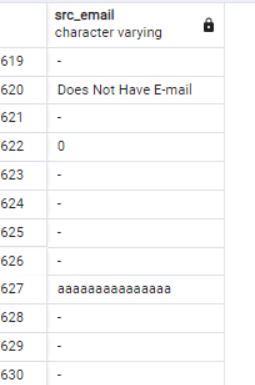 src_email
character varying
619 -
620 Does Not Have E-mail
621 -
622 0
623 -
624 -
625 -
626 -
627 aaaaaaaaaaaaaaa
628 -
629 -
630 -